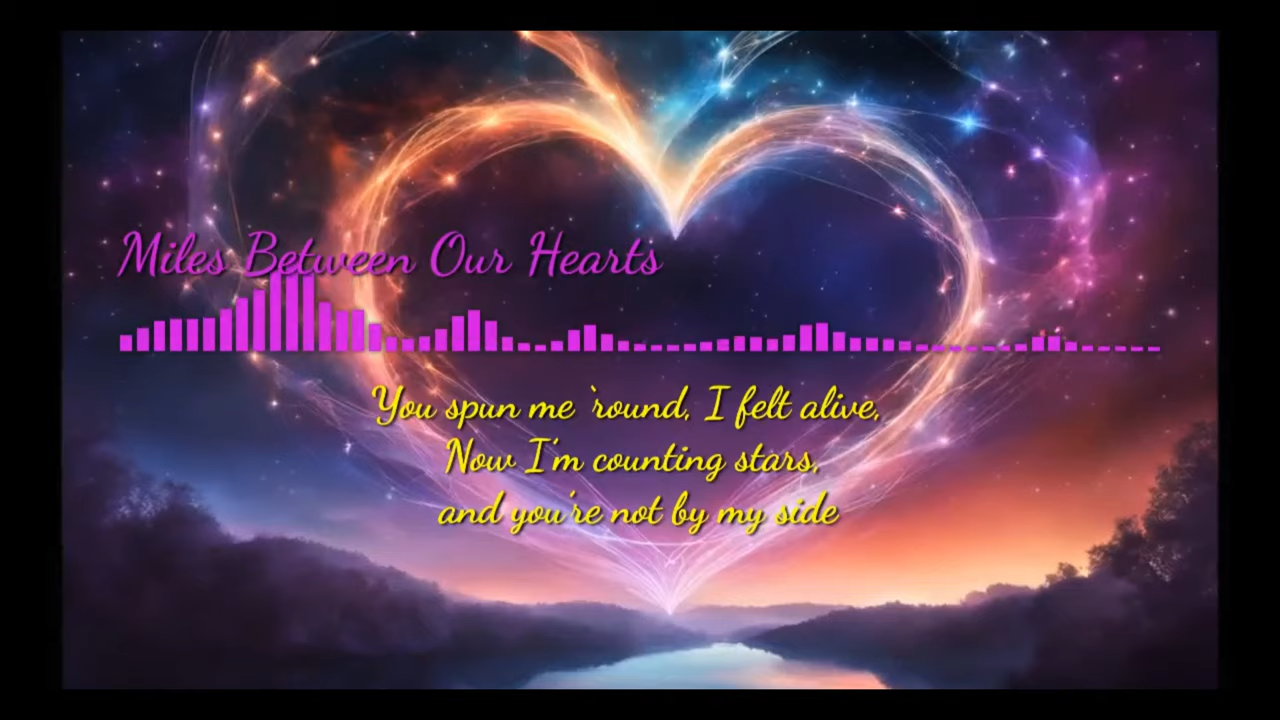 Miles Between Our Hearts
You spun me `round, I felt alive,
Now I'm counting stars,
and you're not by my side